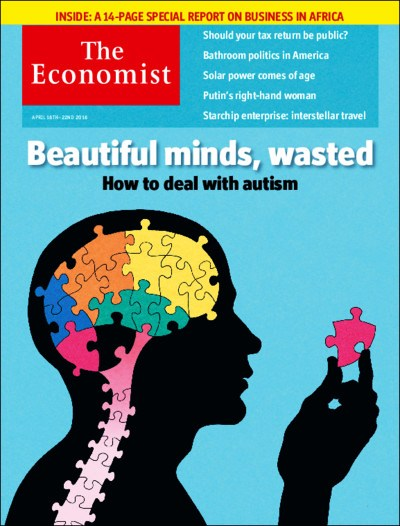 INSIDE: A 14-PAGE SPECIAL REPORT ON BUSINESS IN AFRICA
The
Economist
APRIL 16TH-22ND 2016
Should your tax return be public?
Bathroom politics in America
Solar power comes of age
Putin's right-hand woman
Starchip enterprise: interstellar travel
Beautiful minds, wasted
How to deal with autism